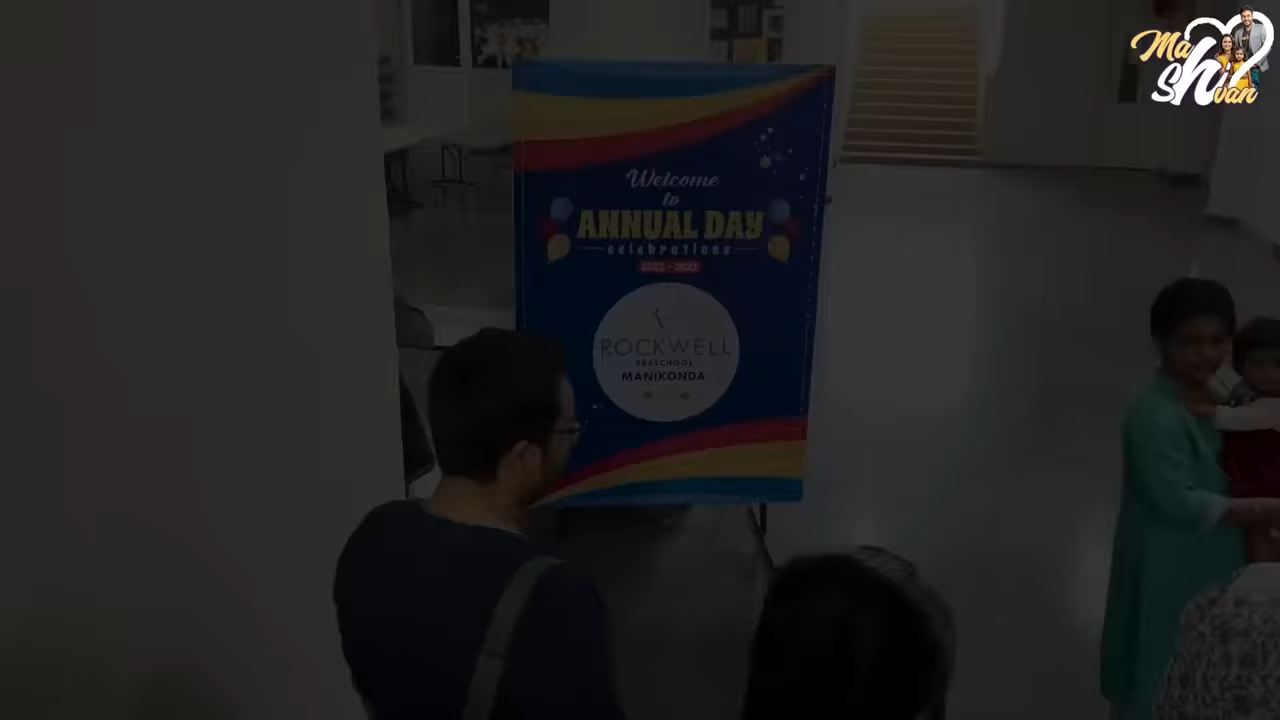 Ma
Shivan
Welcome
to
ANNUAL DAY
celebrations
2022 - 2023
ROCKWELL
PRESCHOOL
MANIKONDA